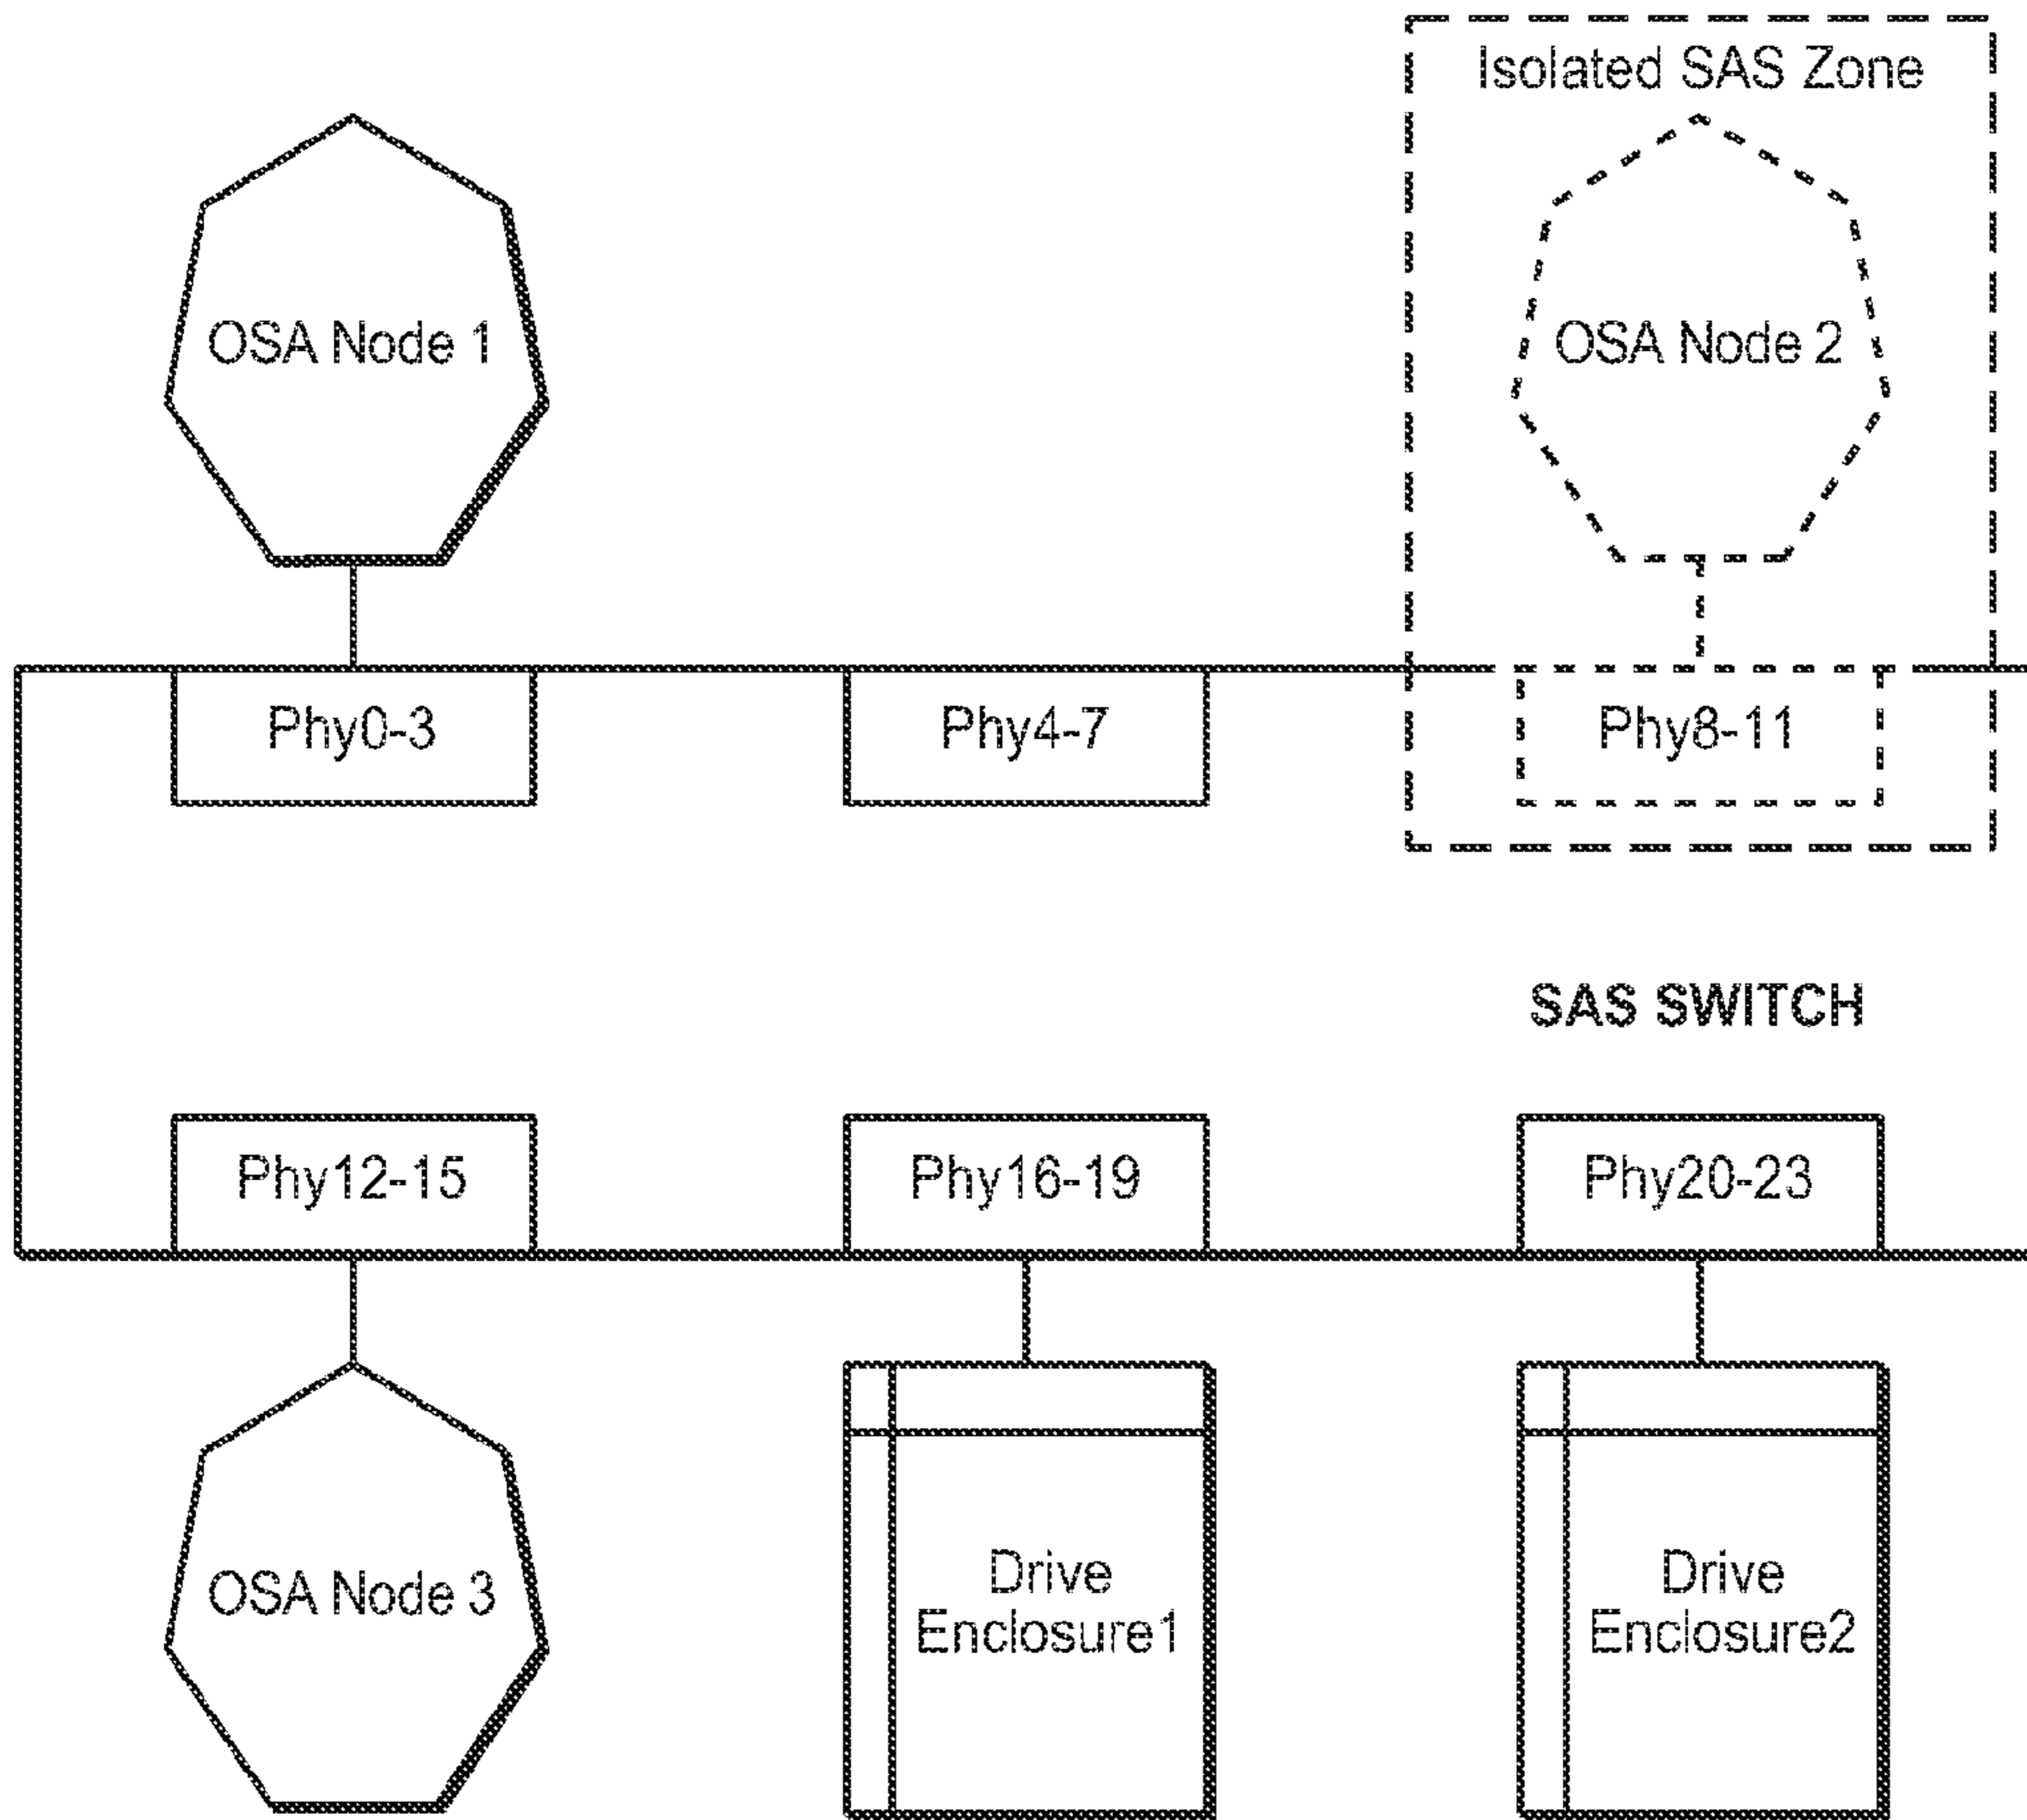 Isolated SAS Zone
OSA Node 1
OSA Node 2
Phy0-3
Phy4-7
Phy8-11
SAS SWITCH
Phy12-15
Phy16-19
Phy20-23
OSA Node 3
Drive
Enclosure1
Drive
Enclosure2